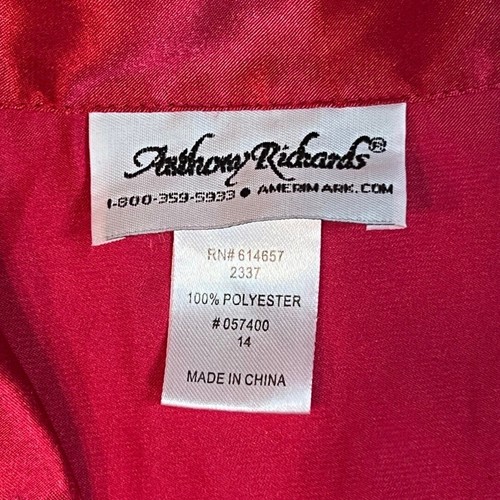 Anthony Richards®
1-800-359-5933 • AMERIMARK.COM
RN# 614657
2337
100% POLYESTER
# 057400
14
MADE IN CHINA